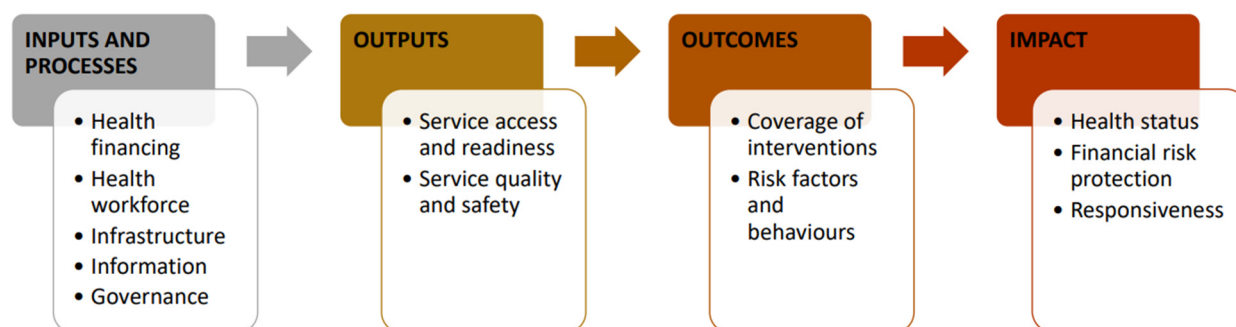 INPUTS AND
PROCESSES
• Health
financing
• Health
workforce
• Infrastructure
• Information
• Governance
OUTPUTS
• Service access
and readiness
• Service quality
and safety
OUTCOMES
• Coverage of
interventions
• Risk factors
and
behaviours
IMPACT
• Health status
• Financial risk
protection
• Responsiveness